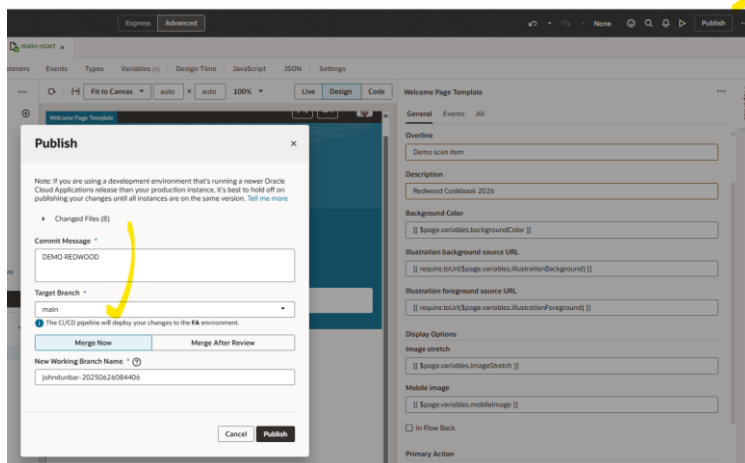 Express Advanced
None
Publish
main-start x
Events Types Variables (5) Design Time JavaScript JSON Settings
Fit to Canvas auto × auto 100%
Live Design Code
Welcome Page Template
Welcome Page Template
General Events All
Publish
Note: If you are using a development environment that's running a newer Oracle
Cloud Applications release than your production instance, it's best to hold off on
publishing your changes until all instances are on the same version. Tell me
more
Changed Files (8)
Commit Message *
DEMO REDWOOD
Target Branch *
main
The CI/CD pipeline will deploy your changes to the FA environment.
Merge Now Merge After Review
New Working Branch Name *
johndunbar-20250626084406
Cancel Publish
Overline
Demo scan item
Description
Redwood Cookbook 2026
Background Color
[[ $page.variables.backgroundColor ]]
Illustration background source URL
[[ require.toUrl($page.variables.illustrationBackground) ]]
Illustration foreground source URL
[[ require.toUrl($page.variables.illustrationForeground) ]]
Display Options
Image stretch
[[ $page.variables.imageStretch ]]
Mobile image
[[ $page.variables.mobileImage ]]
In Flow Back
Primary Action